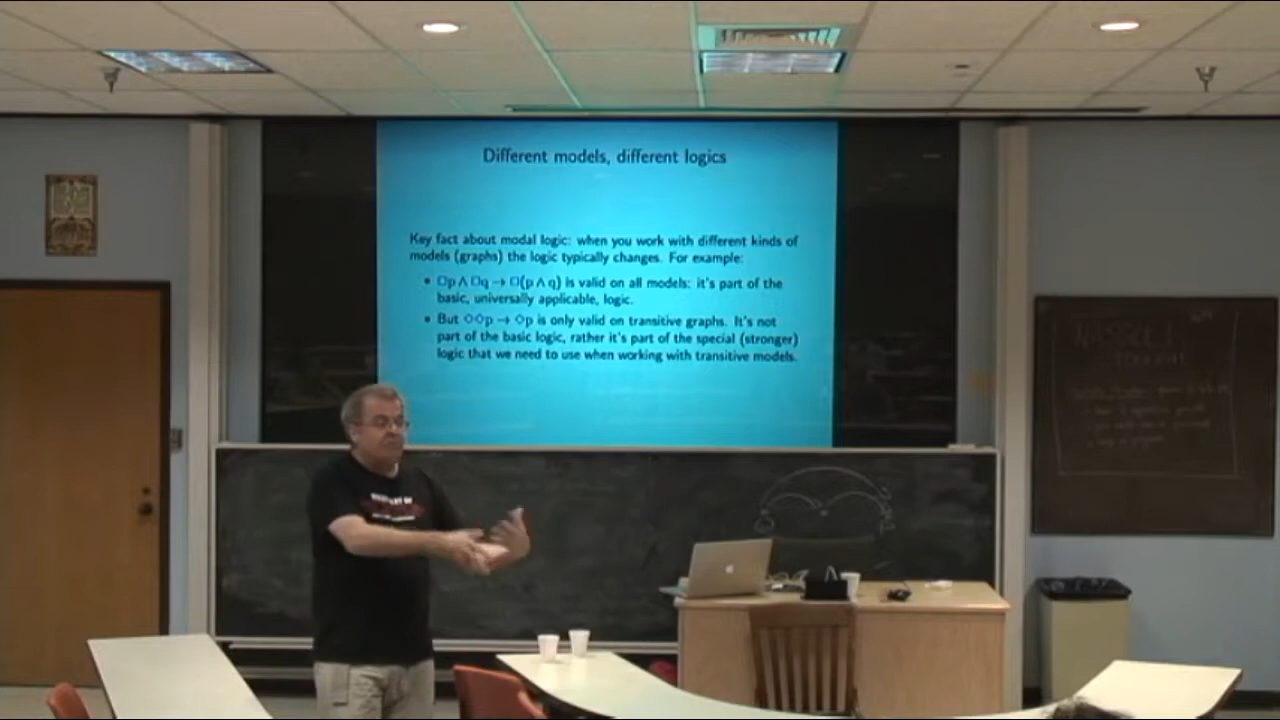 Different models, different logics
Key fact about modal logic: when you work with different kinds of
models (graphs) the logic typically changes. For example:
• □p ∧ □q → □(p ∧ q) is valid on all models; it's part of the
basic, universally applicable, logic.
• But ◇◇p → ◇p is only valid on transitive graphs. It's not
part of the basic logic, rather it's part of the special (stronger)
logic that we need to use when working with transitive models.